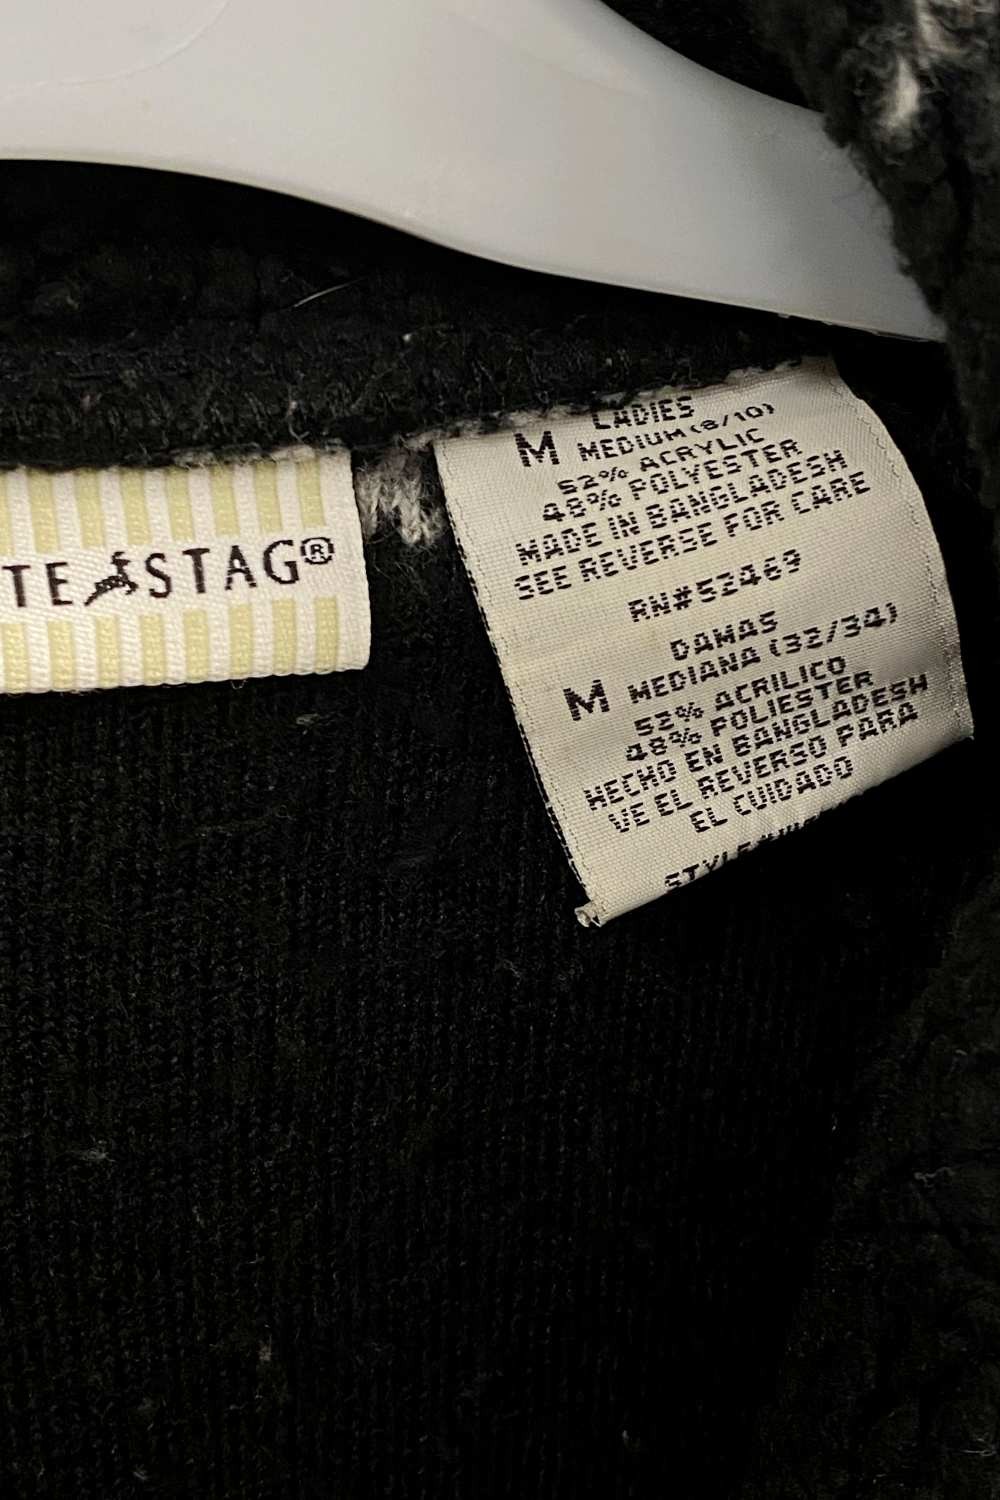 TE STAG®
LADIES
M MEDIUM (8/10)
52% ACRYLIC
48% POLYESTER
MADE IN BANGLADESH
SEE REVERSE FOR CARE
RN#52469
DAMAS
M MEDIANA (32/34)
52% ACRILICO
48% POLIESTER
HECHO EN BANGLADESH
VE EL REVERSO PARA
EL CUIDADO